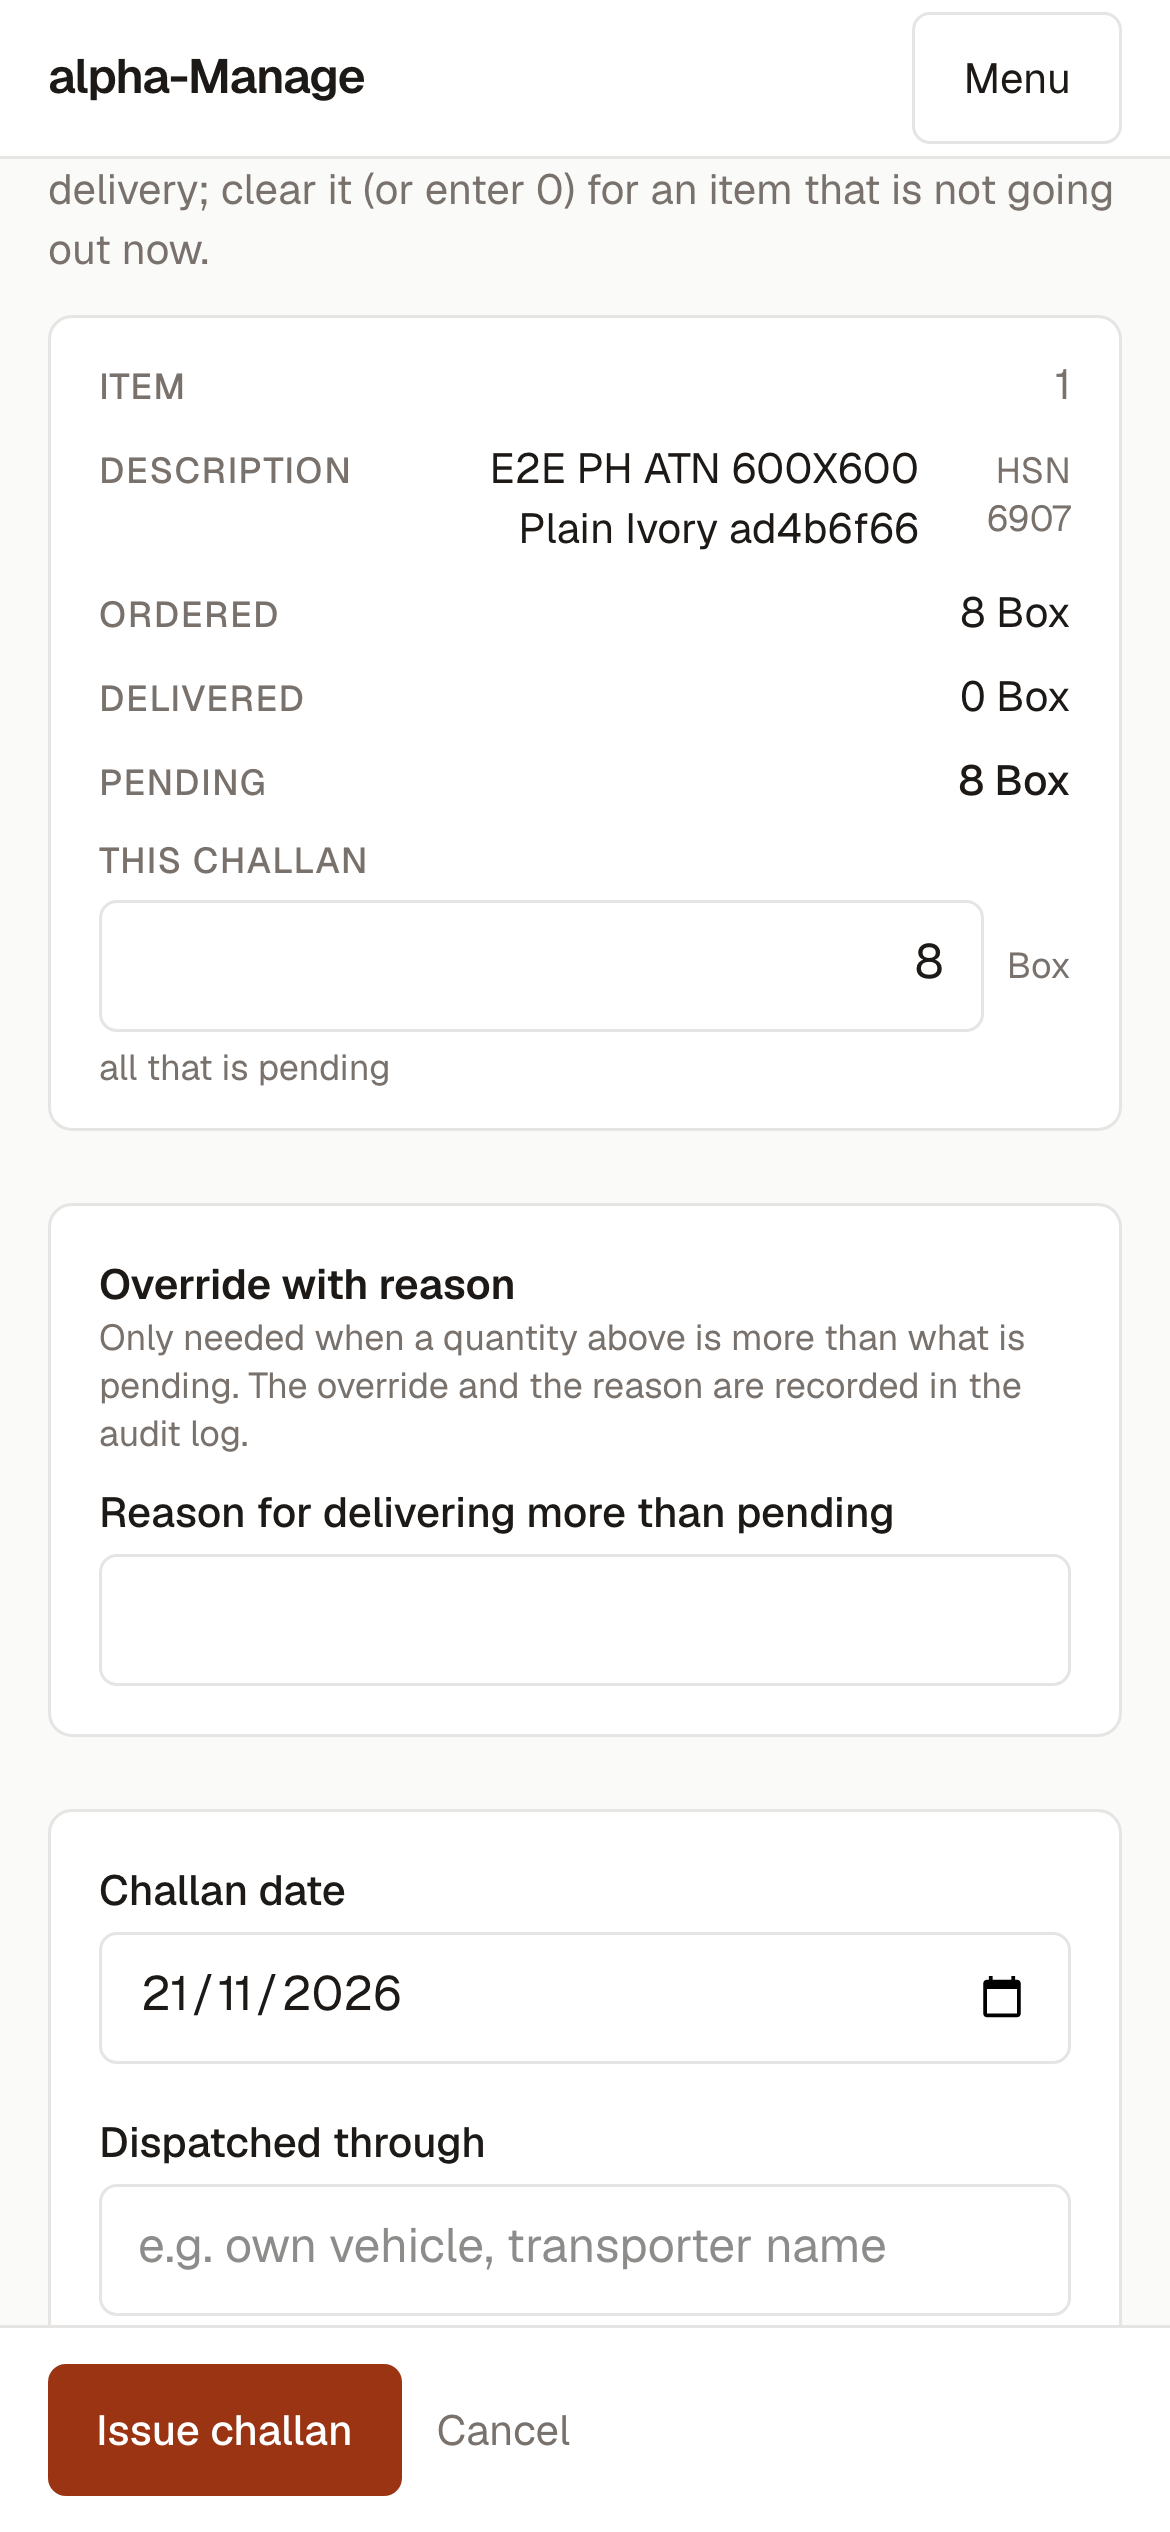 alpha-Manage
Menu
delivery; clear it (or enter 0) for an item that is not going
out now.
ITEM 1
DESCRIPTION E2E PH ATN 600X600 HSN
Plain Ivory ad4b6f66 6907
ORDERED 8 Box
DELIVERED 0 Box
PENDING 8 Box
THIS CHALLAN
8 Box
all that is pending
Override with reason
Only needed when a quantity above is more than what is
pending. The override and the reason are recorded in the
audit log.
Reason for delivering more than pending
Challan date
21/11/2026
Dispatched through
e.g. own vehicle, transporter name
Issue challan Cancel